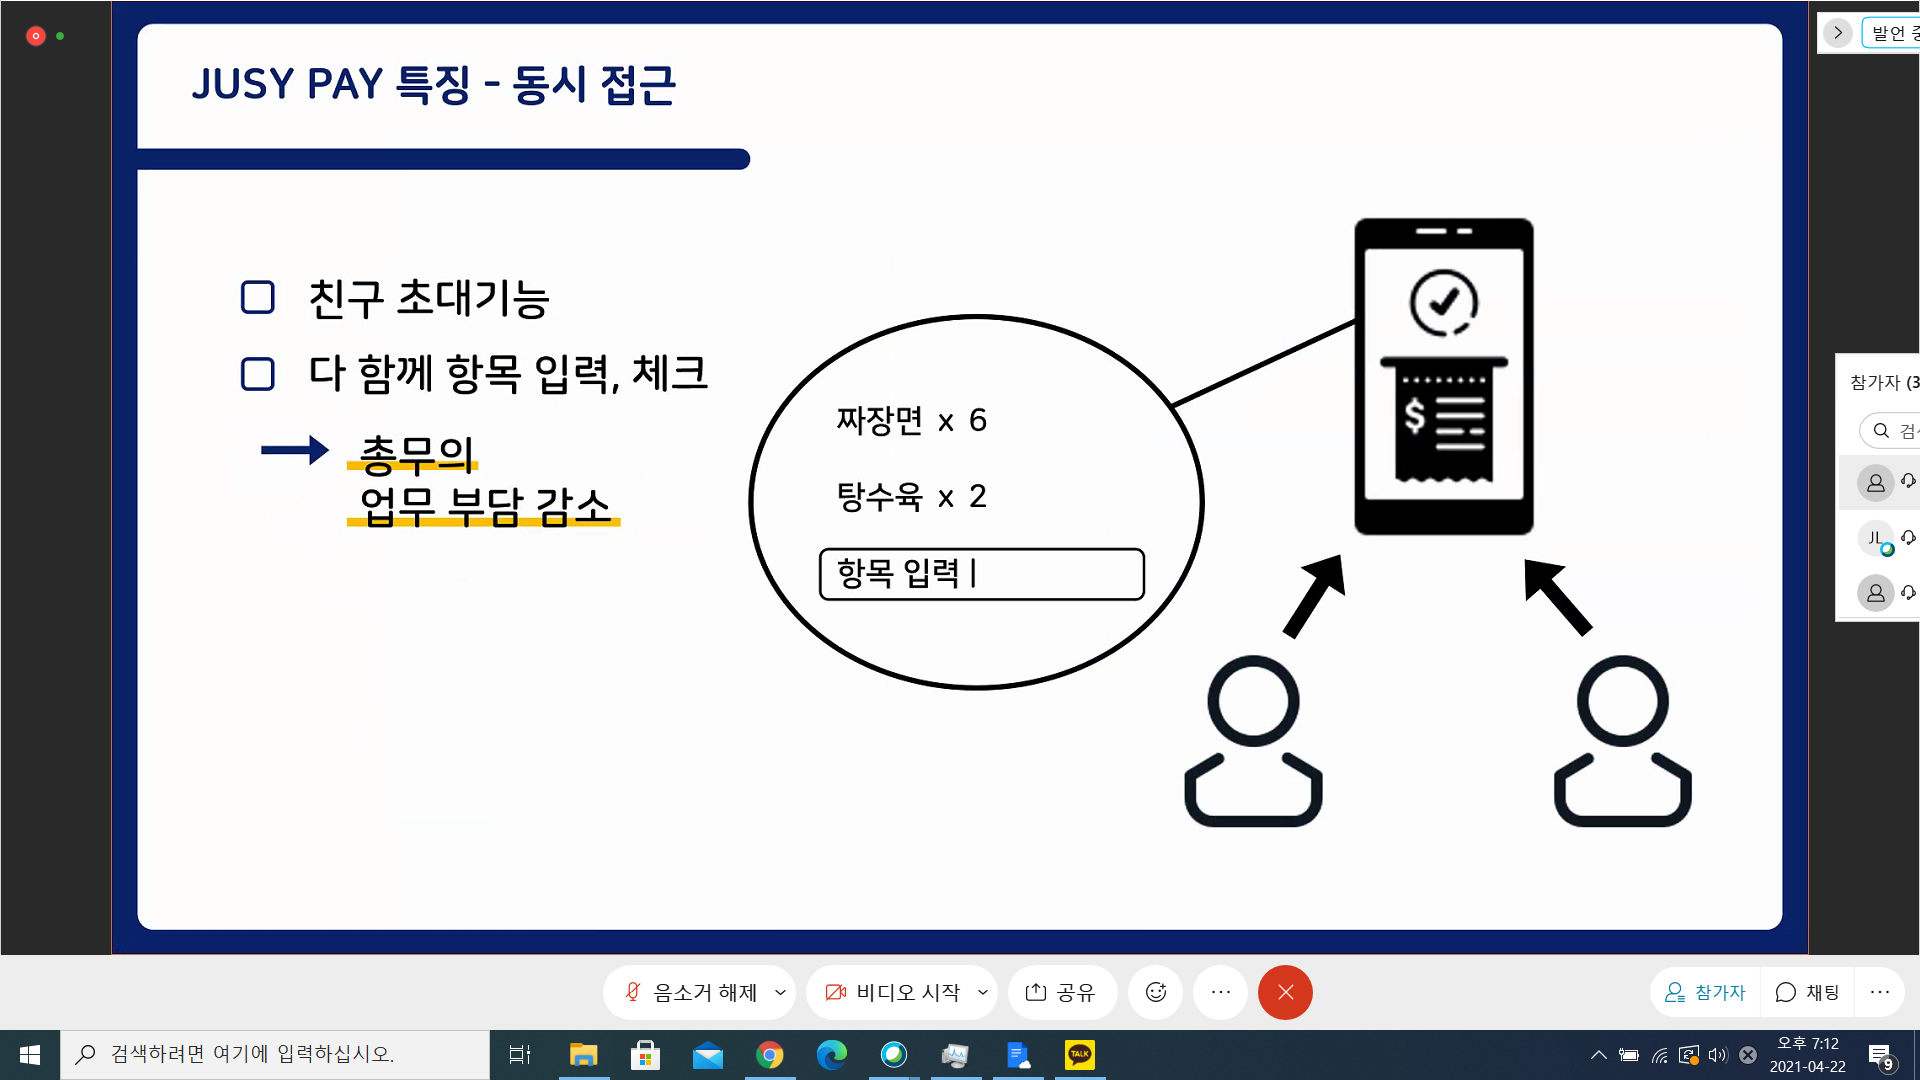 발언 중
JUSY PAY 특징 - 동시 접근
친구 초대기능
다 함께 항목 입력, 체크
총무의
업무 부담 감소
짜장면 x 6
탕수육 x 2
항목 입력 |
$
참가자 (3
검색
JL
음소거 해제
비디오 시작
공유
참가자
채팅
검색하려면 여기에 입력하십시오.
TALK
오후 7:12
2021-04-22
9